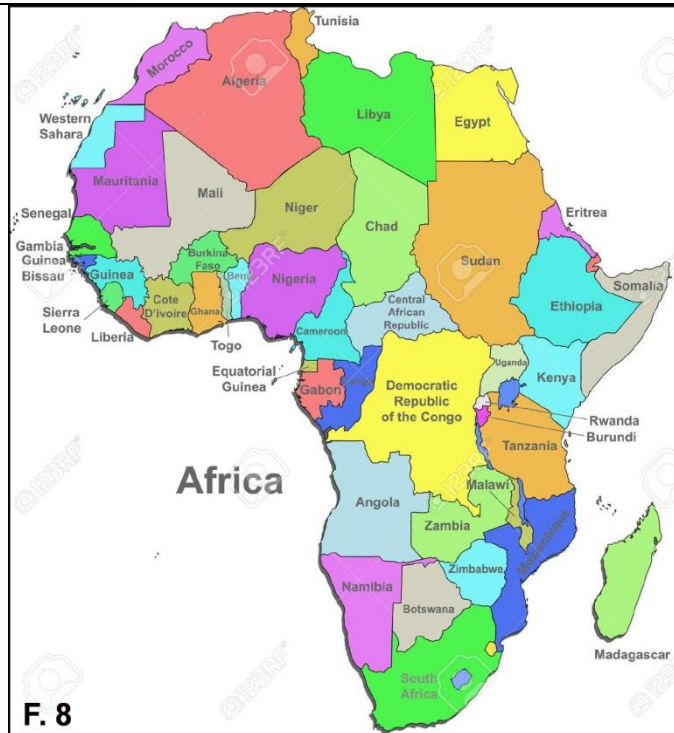 Tunisia
Morocco
Algeria
Libya
Egypt
Western
Sahara
Mauritania
Mali
Niger
Chad
Sudan
Eritrea
Senegal
Gambia
Guinea
Bissau
Guinea
Burkina
Faso
Benin
Nigeria
Ethiopia
Somalia
Sierra
Leone
Liberia
Cote
D'ivoire
Ghana
Togo
Cameroon
Central
African
Republic
Equatorial
Guinea
Gabon
Congo
Democratic
Republic
of the Congo
Uganda
Kenya
Rwanda
Burundi
Tanzania
Africa
Angola
Malawi
Zambia
Mozambique
Zimbabwe
Namibia
Botswana
Madagascar
South
Africa
F. 8
123RF